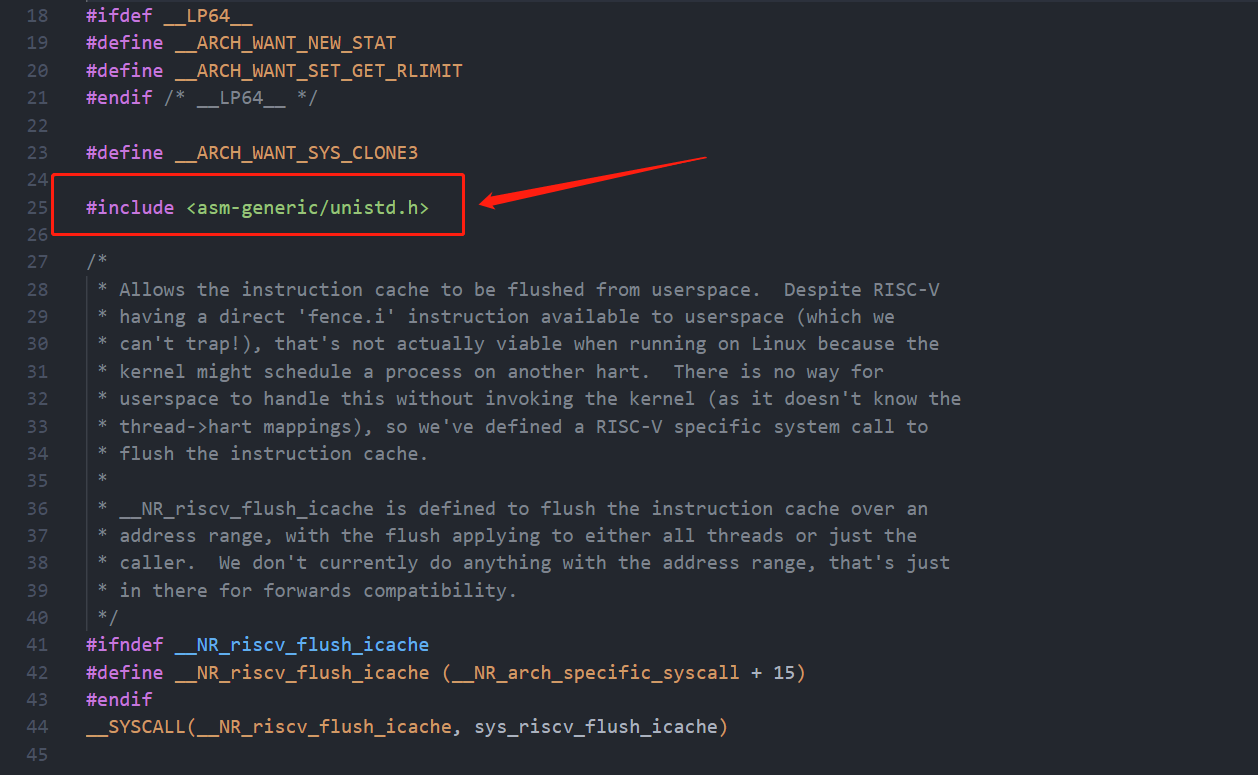 18 #ifdef __LP64__
19 #define __ARCH_WANT_NEW_STAT
20 #define __ARCH_WANT_SET_GET_RLIMIT
21 #endif /* __LP64__ */
22
23 #define __ARCH_WANT_SYS_CLONE3
24
25 #include <asm-generic/unistd.h>
26
27 /*
28  * Allows the instruction cache to be flushed from userspace.  Despite RISC-V
29  * having a direct 'fence.i' instruction available to userspace (which we
30  * can't trap!), that's not actually viable when running on Linux because the
31  * kernel might schedule a process on another hart.  There is no way for
32  * userspace to handle this without invoking the kernel (as it doesn't know the
33  * thread->hart mappings), so we've defined a RISC-V specific system call to
34  * flush the instruction cache.
35  *
36  * __NR_riscv_flush_icache is defined to flush the instruction cache over an
37  * address range, with the flush applying to either all threads or just the
38  * caller.  We don't currently do anything with the address range, that's just
39  * in there for forwards compatibility.
40  */
41 #ifndef __NR_riscv_flush_icache
42 #define __NR_riscv_flush_icache (__NR_arch_specific_syscall + 15)
43 #endif
44 __SYSCALL(__NR_riscv_flush_icache, sys_riscv_flush_icache)
45